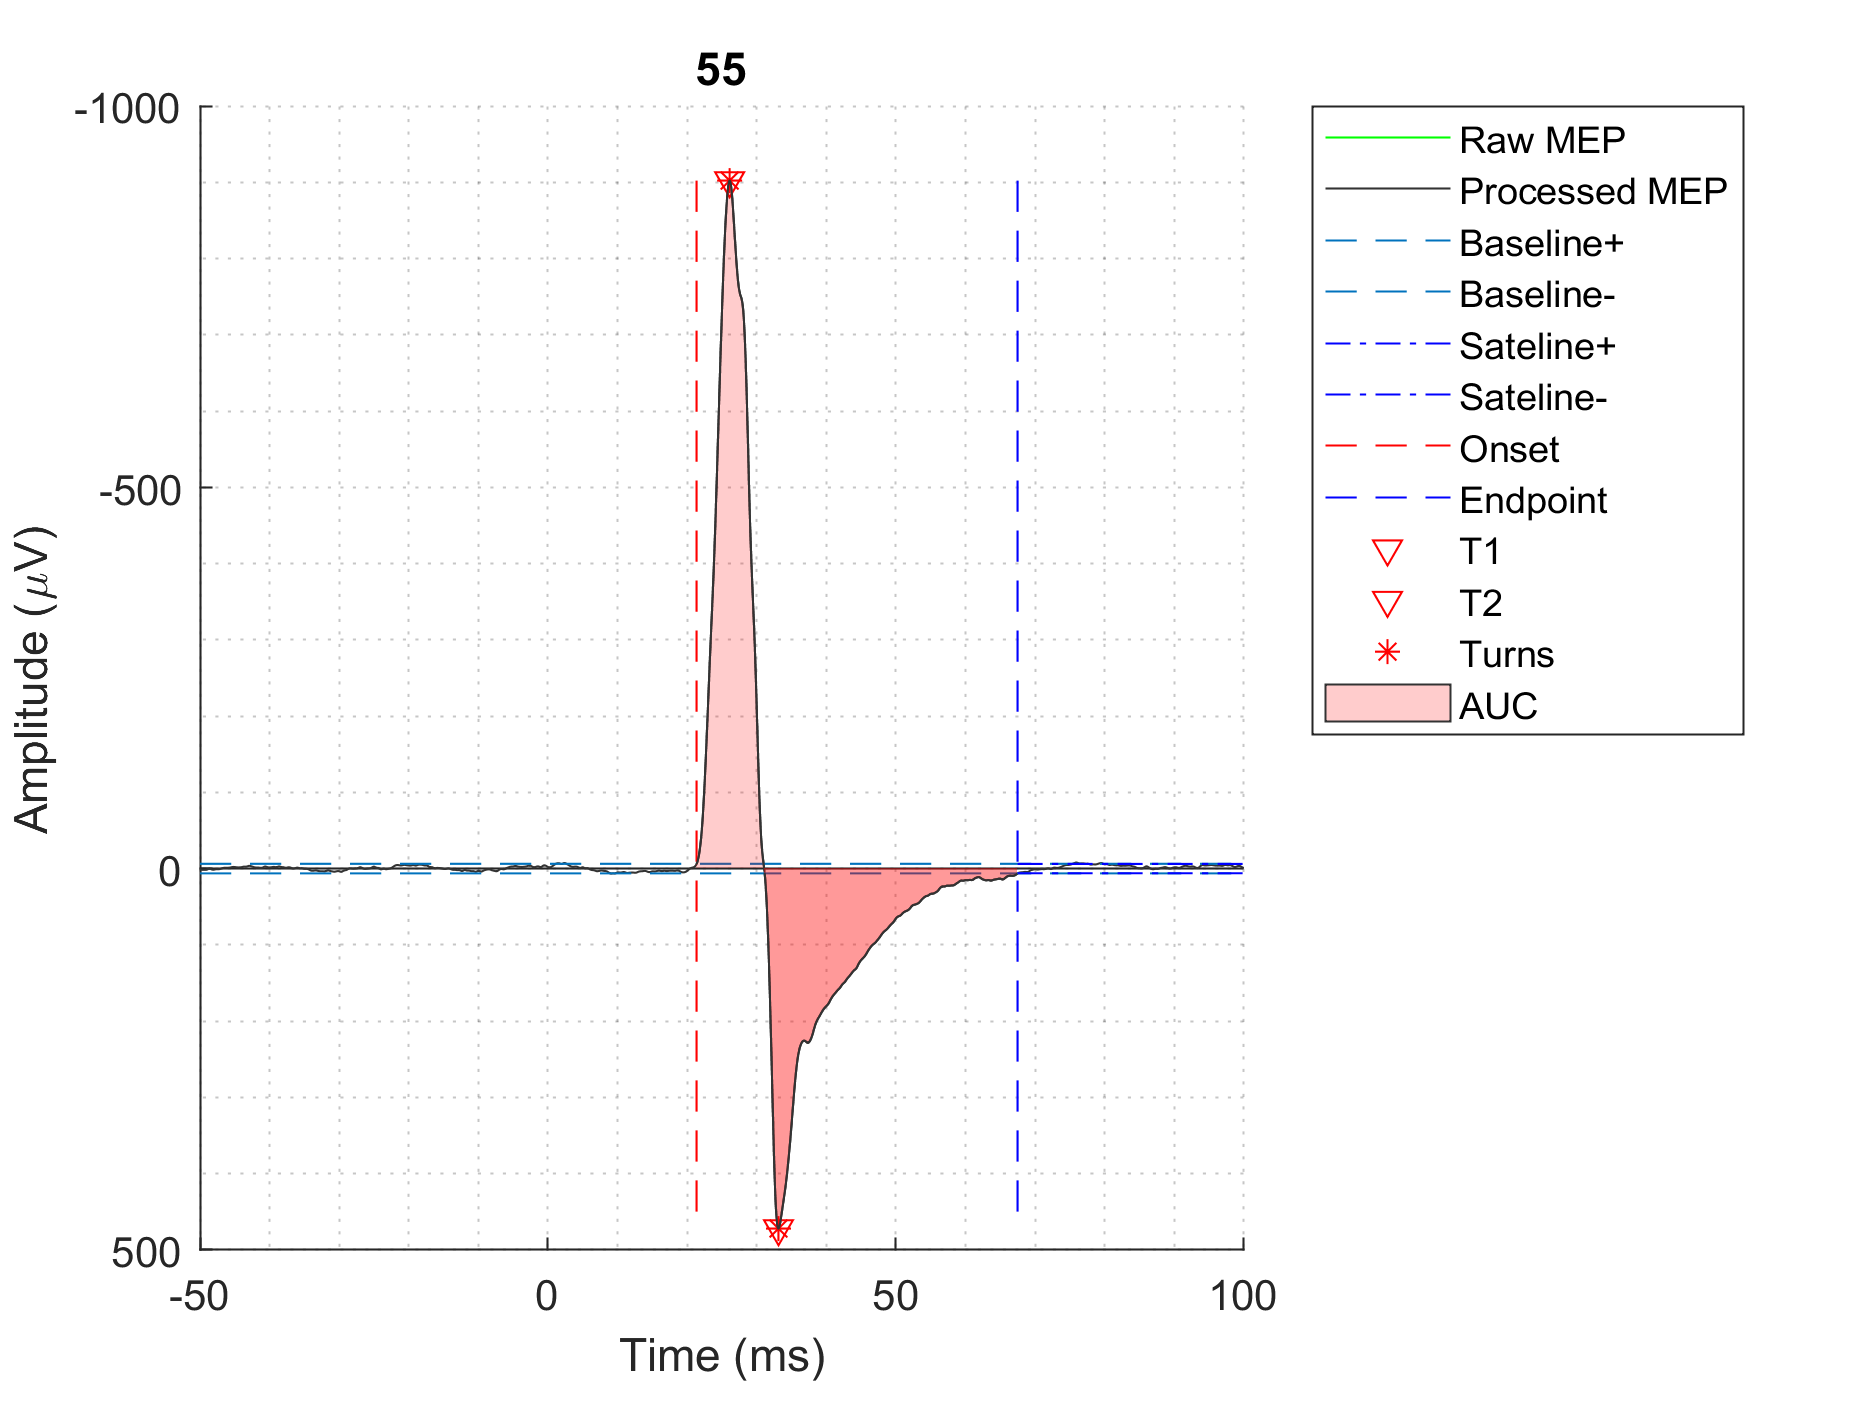 55
-1000
-500
0
500
Amplitude (μV)
-50 0 50 100
Time (ms)
Raw MEP
Processed MEP
Baseline+
Baseline-
Sateline+
Sateline-
Onset
Endpoint
T1
T2
Turns
AUC